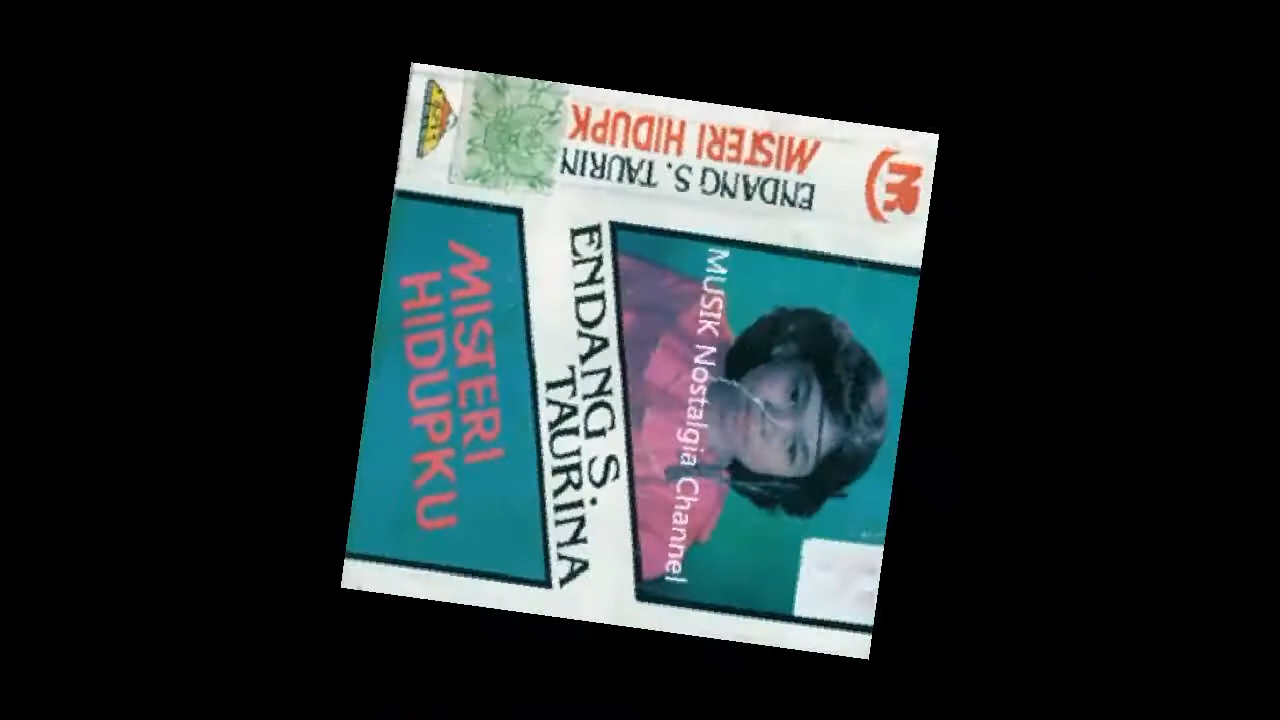 MISTERI HIDUPK
ENDANG S. TAURIN
MUSIK Nostalgia Channel
ENDANG S
TAURINA
MISTERI
HIDUPKU